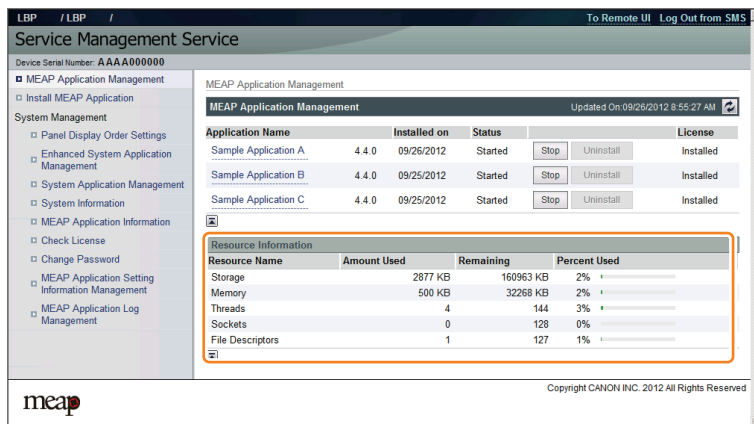 LBP / LBP / To Remote UI Log Out from SMS
Service Management Service
Device Serial Number: AAAA000000
MEAP Application Management
Install MEAP Application
System Management
Panel Display Order Settings
Enhanced System Application
Management
System Application Management
System Information
MEAP Application Information
Check License
Change Password
MEAP Application Setting
Information Management
MEAP Application Log
Management
MEAP Application Management
MEAP Application Management Updated On:09/26/2012 8:55:27 AM
Application Name Installed on Status License
Sample Application A 4.4.0 09/26/2012 Started Stop Uninstall Installed
Sample Application B 4.4.0 09/25/2012 Started Stop Uninstall Installed
Sample Application C 4.4.0 09/25/2012 Started Stop Uninstall Installed
Resource Information
Resource Name Amount Used Remaining Percent Used
Storage 2877 KB 160963 KB 2%
Memory 500 KB 32268 KB 2%
Threads 4 144 3%
Sockets 0 128 0%
File Descriptors 1 127 1%
Copyright CANON INC. 2012 All Rights Reserved
meap